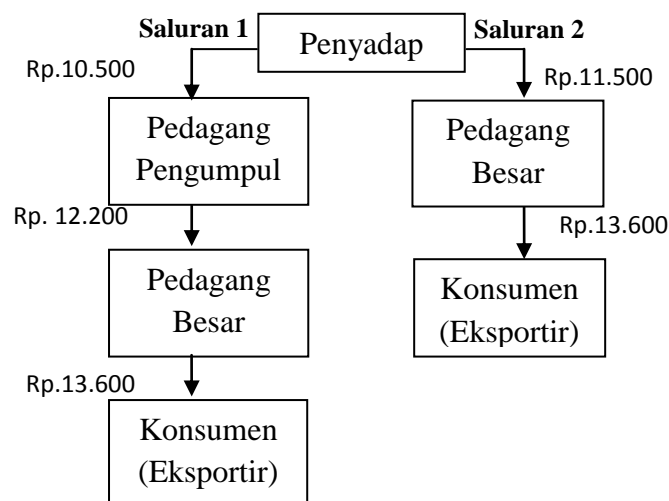 Saluran 1
Penyadap
Saluran 2
Rp.10.500
Rp.11.500
Pedagang
Pengumpul
Pedagang
Besar
Rp. 12.200
Rp.13.600
Pedagang
Besar
Konsumen
(Eksportir)
Rp.13.600
Konsumen
(Eksportir)